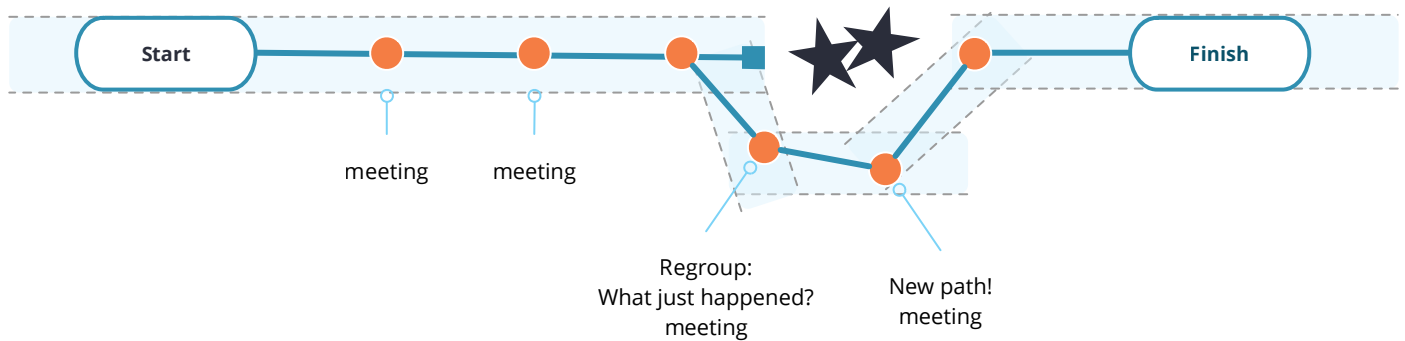 Start
Finish
meeting
meeting
Regroup:
What just happened?
meeting
New path!
meeting